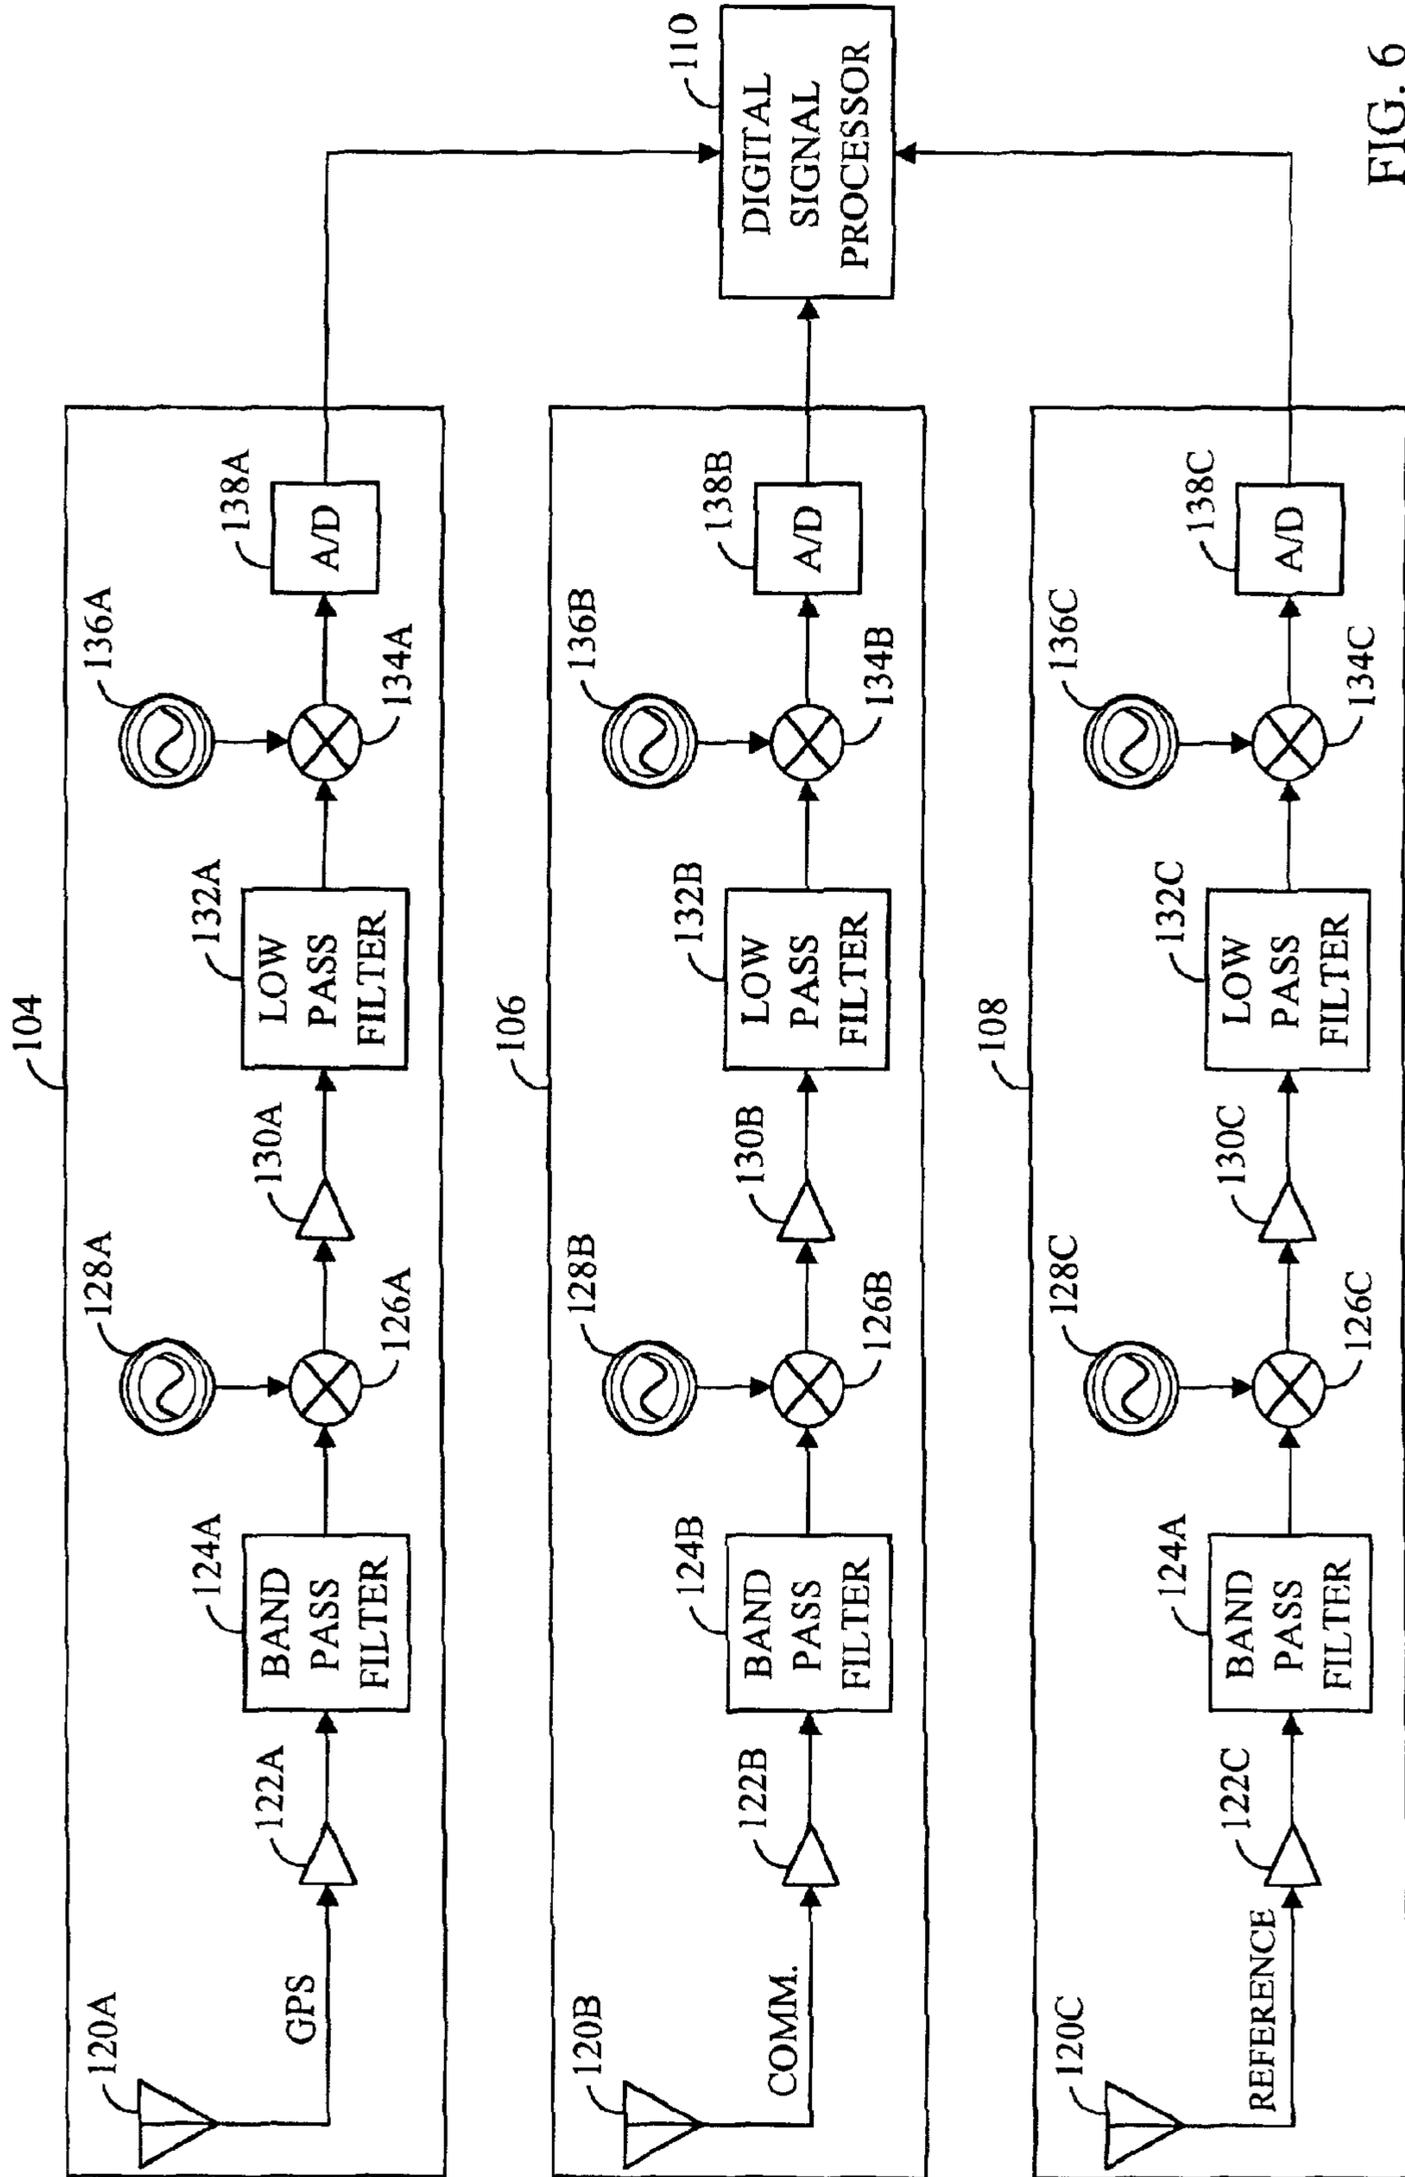 104
120A
GPS
122A
124A
BAND
PASS
FILTER
128A
126A
130A
132A
LOW
PASS
FILTER
136A
134A
138A
A/D
106
120B
COMM.
122B
124B
BAND
PASS
FILTER
128B
126B
130B
132B
LOW
PASS
FILTER
136B
134B
138B
A/D
110
DIGITAL
SIGNAL
PROCESSOR
108
120C
REFERENCE
122C
124A
BAND
PASS
FILTER
128C
126C
130C
132C
LOW
PASS
FILTER
136C
134C
138C
A/D
FIG. 6